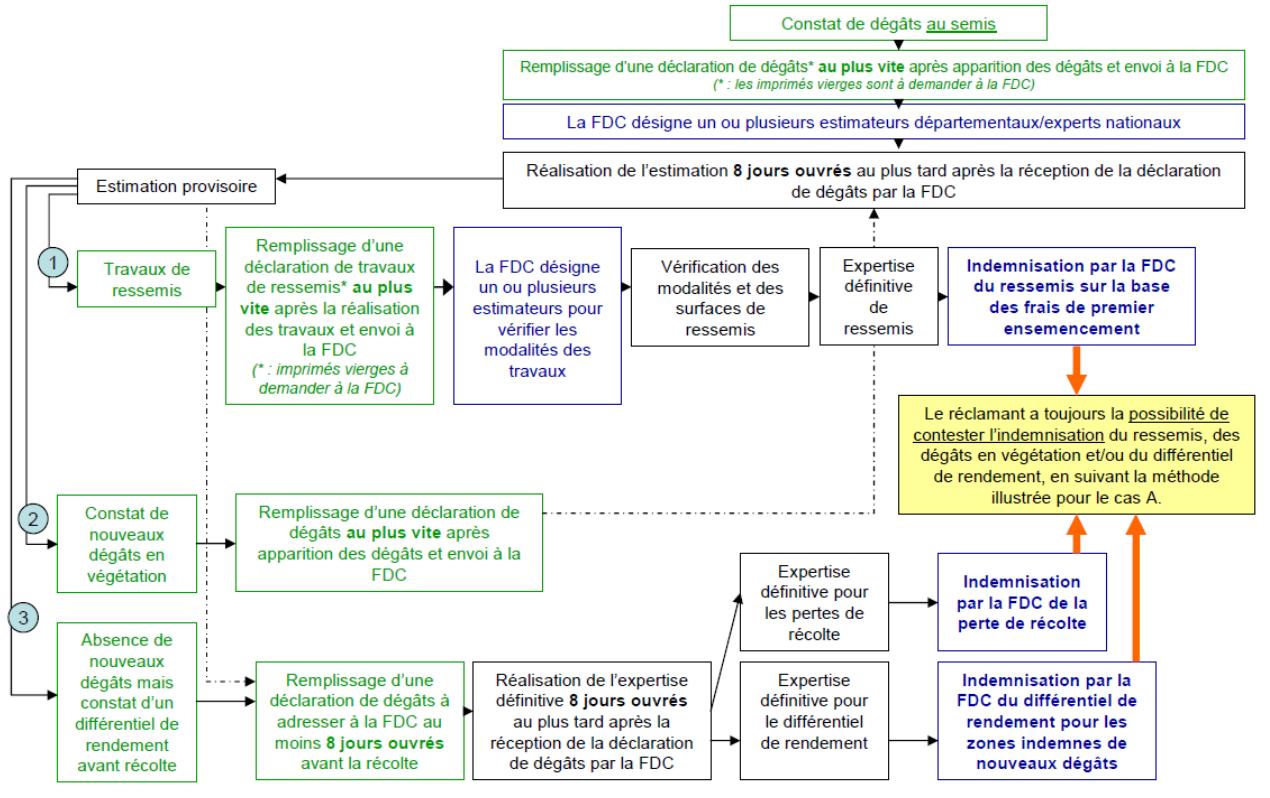 Constat de dégâts au semis
Remplissage d'une déclaration de dégâts* au plus vite après apparition des dégâts et envoi à la FDC
(* : les imprimés vierges sont à demander à la FDC)
La FDC désigne un ou plusieurs estimateurs départementaux/experts nationaux
Réalisation de l'estimation 8 jours ouvrés au plus tard après la réception de la déclaration
de dégâts par la FDC
Estimation provisoire
1
Travaux de
ressemis
Remplissage d'une
déclaration de travaux
de ressemis* au plus
vite après la réalisation
des travaux et envoi à
la FDC
(* : imprimés vierges à
demander à la FDC)
La FDC désigne
un ou plusieurs
estimateurs pour
vérifier les
modalités des
travaux
Vérification des
modalités et des
surfaces de
ressemis
Expertise
définitive
de
ressemis
Indemnisation par la FDC
du ressemis sur la base
des frais de premier
ensemencement
Le réclamant a toujours la possibilité de
contester l'indemnisation du ressemis, des
dégâts en végétation et/ou du différentiel
de rendement, en suivant la méthode
illustrée pour le cas A.
2
Constat de
nouveaux
dégâts en
végétation
Remplissage d'une déclaration de
dégâts au plus vite après
apparition des dégâts et envoi à la
FDC
3
Absence de
nouveaux
dégâts mais
constat d'un
différentiel de
rendement
avant récolte
Remplissage d'une
déclaration de dégâts à
adresser à la FDC au
moins 8 jours ouvrés
avant la récolte
Réalisation de l'expertise
définitive 8 jours ouvrés
au plus tard après la
réception de la déclaration
de dégâts par la FDC
Expertise
définitive pour
les pertes de
récolte
Indemnisation
par la FDC de la
perte de récolte
Expertise
définitive pour
le différentiel
de rendement
Indemnisation par la
FDC du différentiel de
rendement pour les
zones indemnes de
nouveaux dégâts